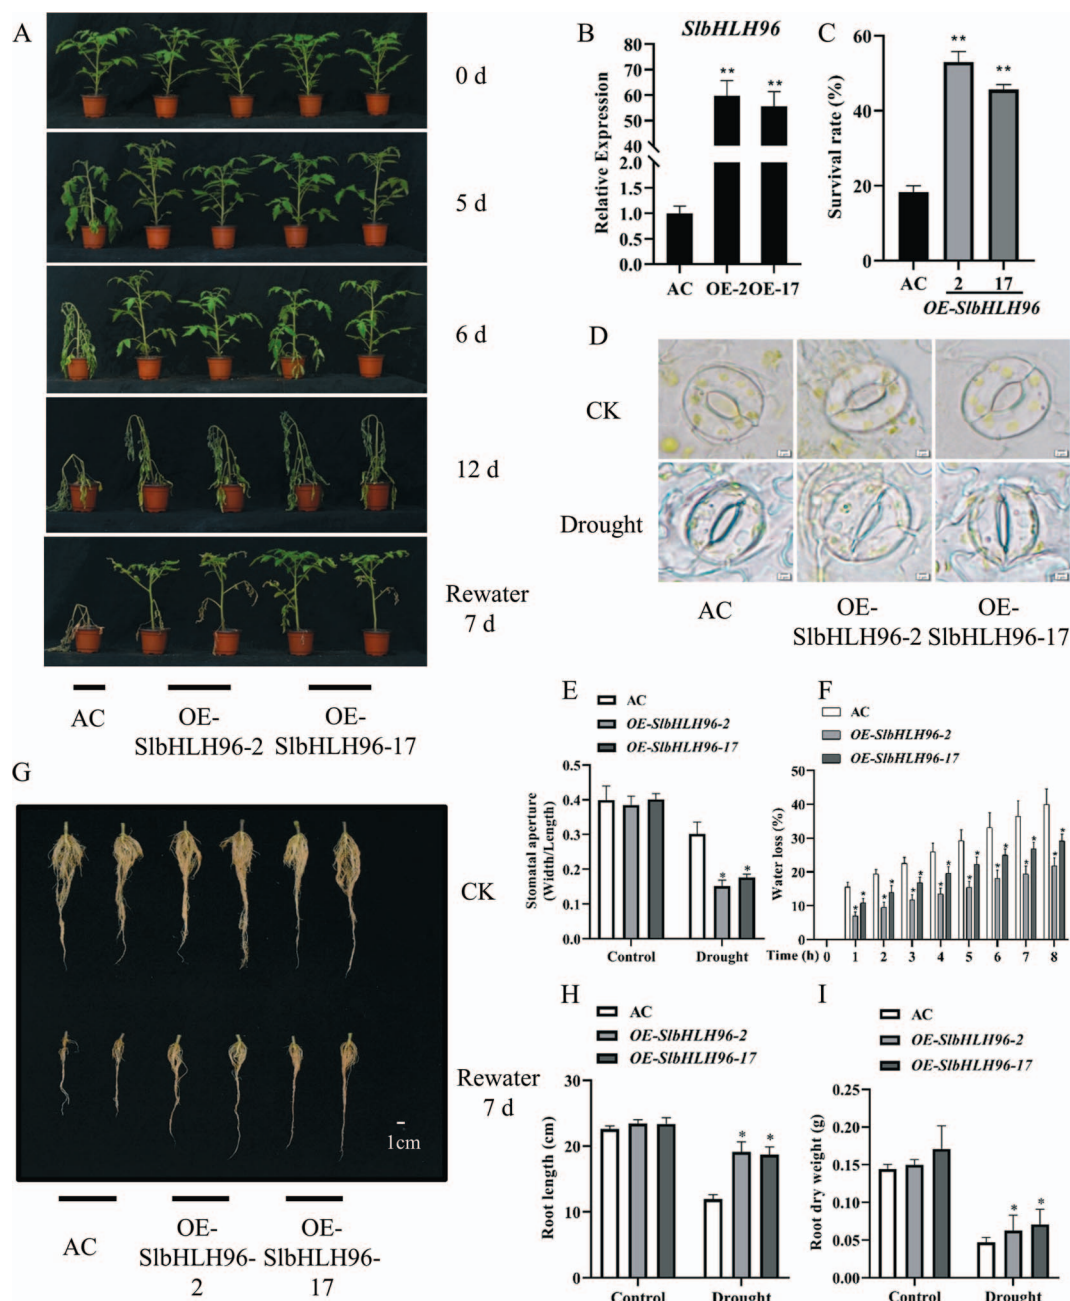 A
0 d
5 d
6 d
12 d
Rewater
7 d
AC
OE-
SlbHLH96-2
OE-
SlbHLH96-17
B
SlbHLH96
Relative Expression
80
70
60
50
40
2.0
1.5
1.0
0.5
0.0
**
**
AC
OE-2
OE-17
C
Survival rate (%)
60
40
20
0
**
**
AC
2
17
OE-SlbHLH96
D
CK
Drought
AC
OE-
SlbHLH96-2
OE-
SlbHLH96-17
E
AC
OE-SlbHLH96-2
OE-SlbHLH96-17
Stomatal aperture
(Width/Length)
0.5
0.4
0.3
0.2
0.1
0.0
*
*
Control
Drought
F
AC
OE-SlbHLH96-2
OE-SlbHLH96-17
Water loss (%)
50
40
30
20
10
0
* * * * * * * * * * * * * * * *
Time (h) 0 1 2 3 4 5 6 7 8
G
CK
Rewater
7 d
1cm
AC
OE-
SlbHLH96-
2
OE-
SlbHLH96-
17
H
AC
OE-SlbHLH96-2
OE-SlbHLH96-17
Root length (cm)
30
20
10
0
*
*
Control
Drought
I
AC
OE-SlbHLH96-2
OE-SlbHLH96-17
Root dry weight (g)
0.25
0.20
0.15
0.10
0.05
0.00
*
*
Control
Drought